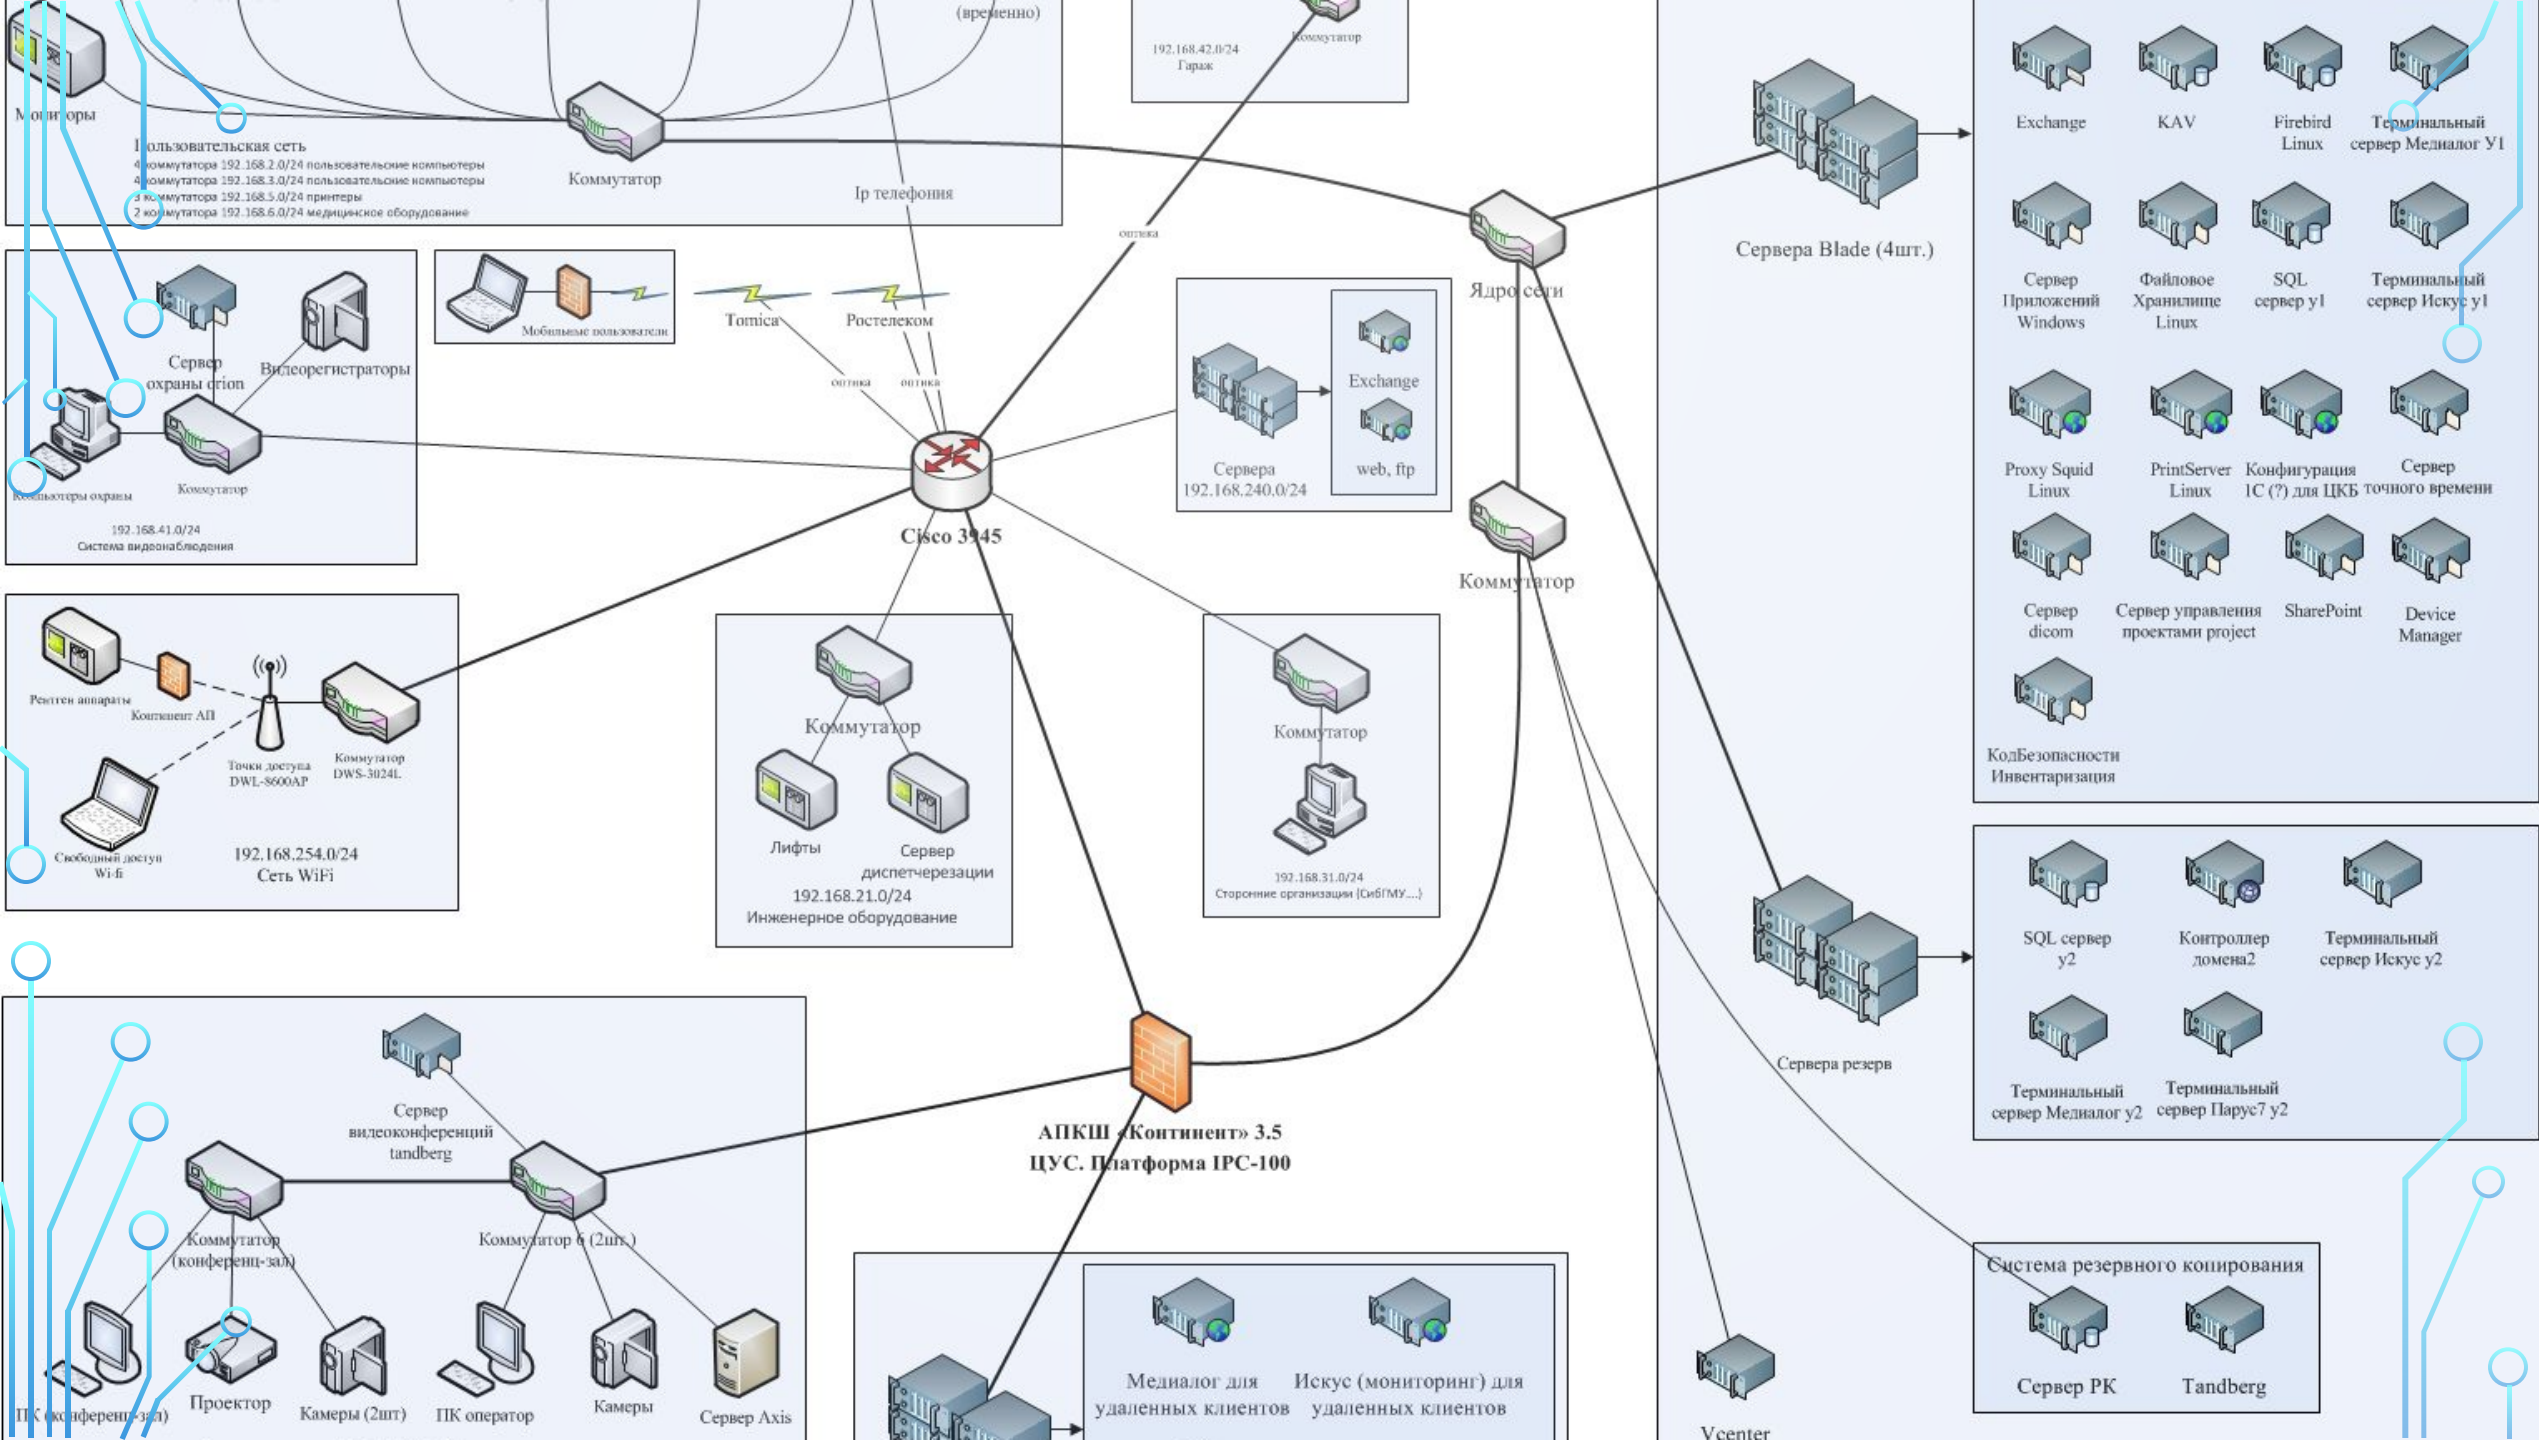 (временно)
Мониторы
Пользовательская сеть
4 коммутатора 192.168.2.0/24 пользовательские компьютеры
4 коммутатора 192.168.3.0/24 пользовательские компьютеры
3 коммутатора 192.168.5.0/24 принтеры
2 коммутатора 192.168.6.0/24 медицинское оборудование
Коммутатор
Ip телефония
192.168.42.0/24
Гараж
Коммутатор
оптика
Ядро сети
Сервера Blade (4шт.)
Exchange
KAV
Firebird
Linux
Терминальный
сервер Медиалог У1
Сервер
Приложений
Windows
Файловое
Хранилище
Linux
SQL
сервер у1
Терминальный
сервер Искус у1
Proxy Squid
Linux
PrintServer
Linux
Конфигурация
1С (?) для ЦКБ
Сервер
точного времени
Сервер
dicom
Сервер управления
проектами project
SharePoint
Device
Manager
КодБезопасности
Инвентаризация
Сервер
охраны orion
Видеорегистраторы
Компьютеры охраны
Коммутатор
192.168.41.0/24
Система видеонаблюдения
Мобильные пользователи
Tomica
Ростелеком
оптика
оптика
Cisco 3945
Сервера
192.168.240.0/24
Exchange
web, ftp
Коммутатор
Рентген аппараты
Континент АП
Точки доступа
DWL-8600AP
Коммутатор
DWS-3024L
Свободный доступ
Wi-fi
192.168.254.0/24
Сеть WiFi
Коммутатор
Лифты
Сервер
диспетчерезации
192.168.21.0/24
Инженерное оборудование
Коммутатор
192.168.31.0/24
Сторонние организации (СибГМУ....)
SQL сервер
у2
Контроллер
домена2
Терминальный
сервер Искус у2
Сервера резерв
Терминальный
сервер Медиалог у2
Терминальный
сервер Парус7 у2
АПКШ «Континент» 3.5
ЦУС. Платформа IPC-100
Сервер
видеоконференций
tandberg
Коммутатор
(конференц-зал)
Коммутатор 6 (2шт.)
ПК (конференц-зал)
Проектор
Камеры (2шт)
ПК оператор
Камеры
Сервер Axis
Медиалог для
удаленных клиентов
Искус (мониторинг) для
удаленных клиентов
Система резервного копирования
Сервер РК
Tandberg
Vcenter